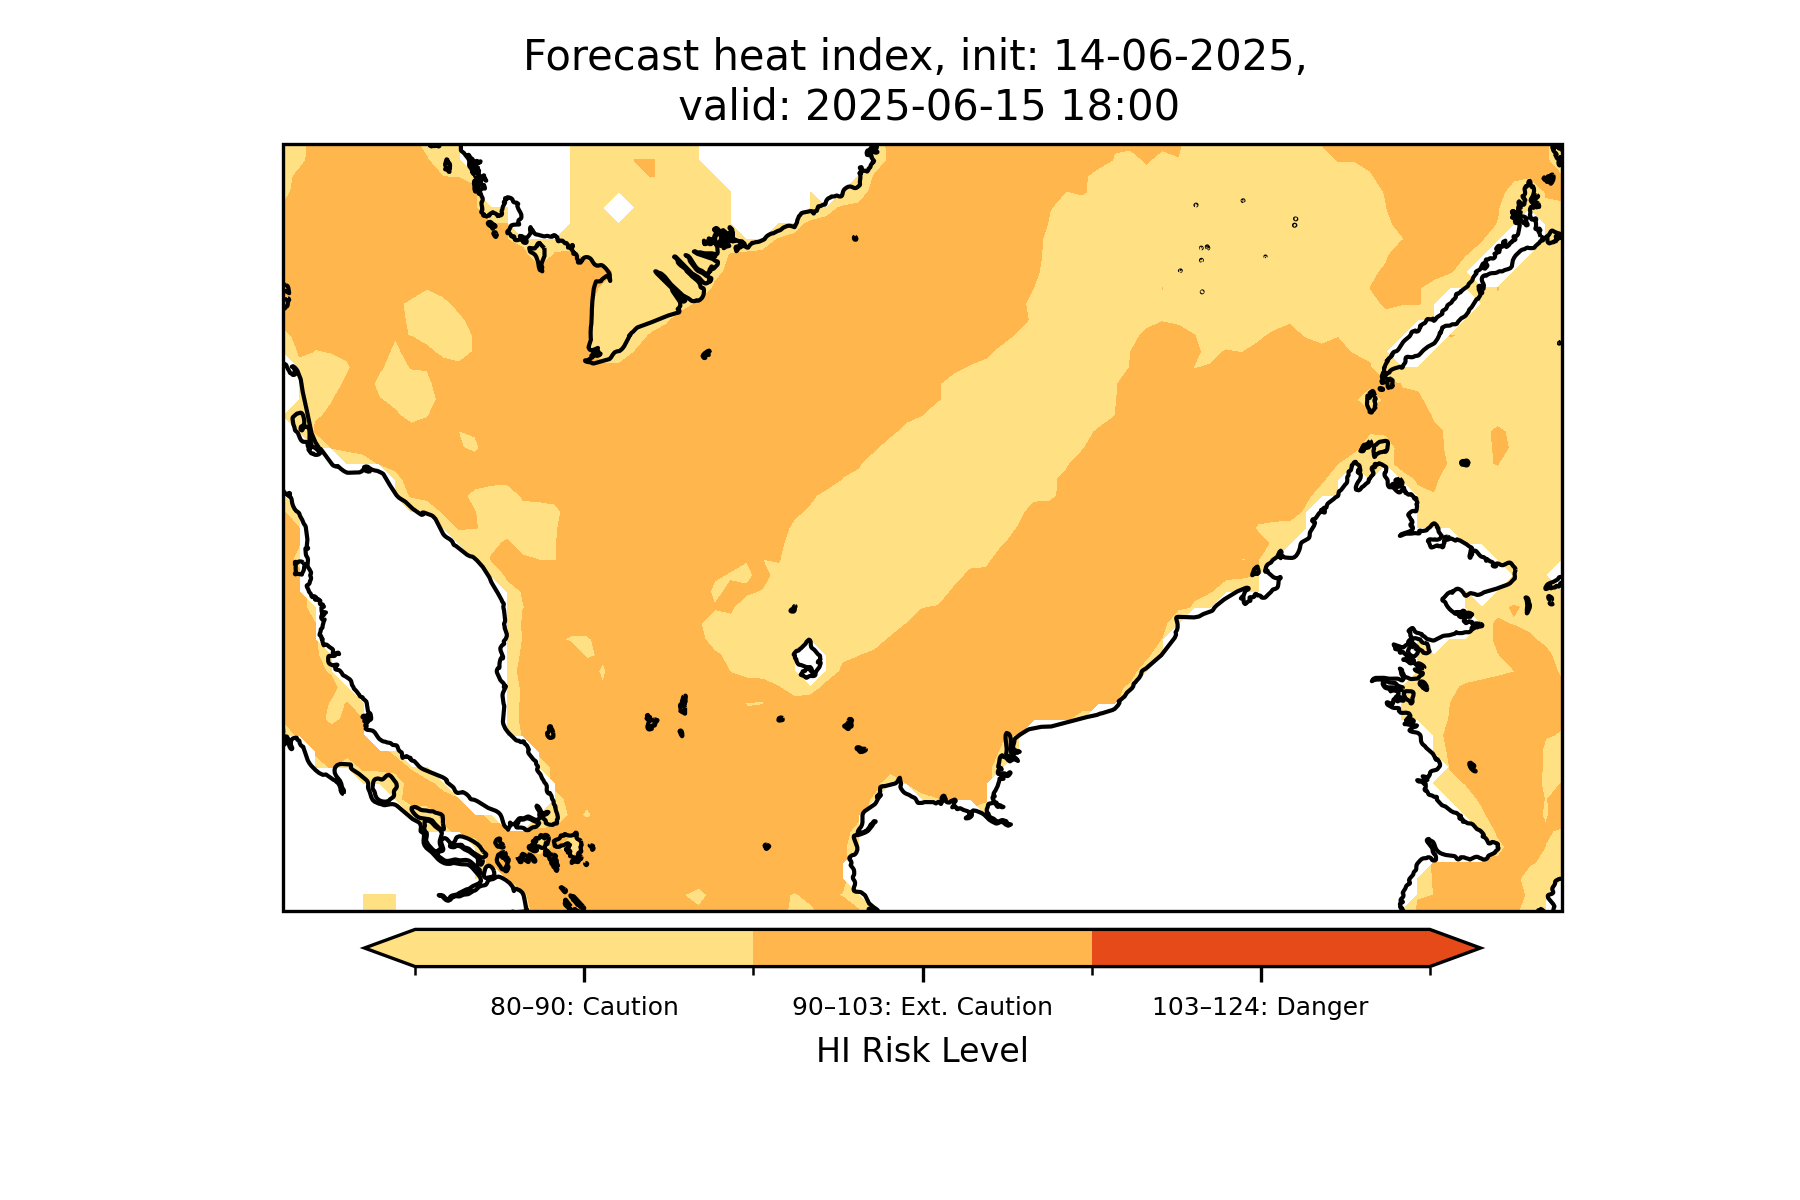 Forecast heat index, init: 14-06-2025,
valid: 2025-06-15 18:00
80–90: Caution
90–103: Ext. Caution
103–124: Danger
HI Risk Level